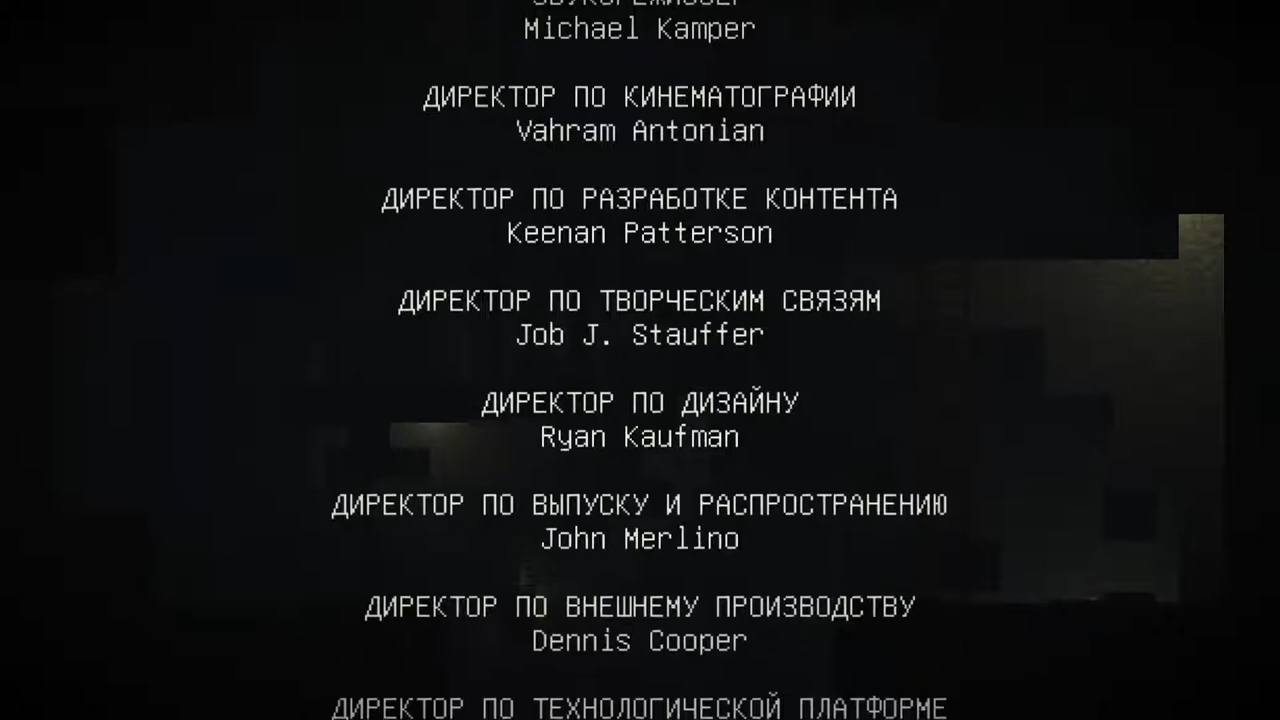 ЗВУКОРЕЖИССЕР
Michael Kamper
ДИРЕКТОР ПО КИНЕМАТОГРАФИИ
Vahram Antonian
ДИРЕКТОР ПО РАЗРАБОТКЕ КОНТЕНТА
Keenan Patterson
ДИРЕКТОР ПО ТВОРЧЕСКИМ СВЯЗЯМ
Job J. Stauffer
ДИРЕКТОР ПО ДИЗАЙНУ
Ryan Kaufman
ДИРЕКТОР ПО ВЫПУСКУ И РАСПРОСТРАНЕНИЮ
John Merlino
ДИРЕКТОР ПО ВНЕШНЕМУ ПРОИЗВОДСТВУ
Dennis Cooper
ДИРЕКТОР ПО ТЕХНОЛОГИЧЕСКОЙ ПЛАТФОРМЕ